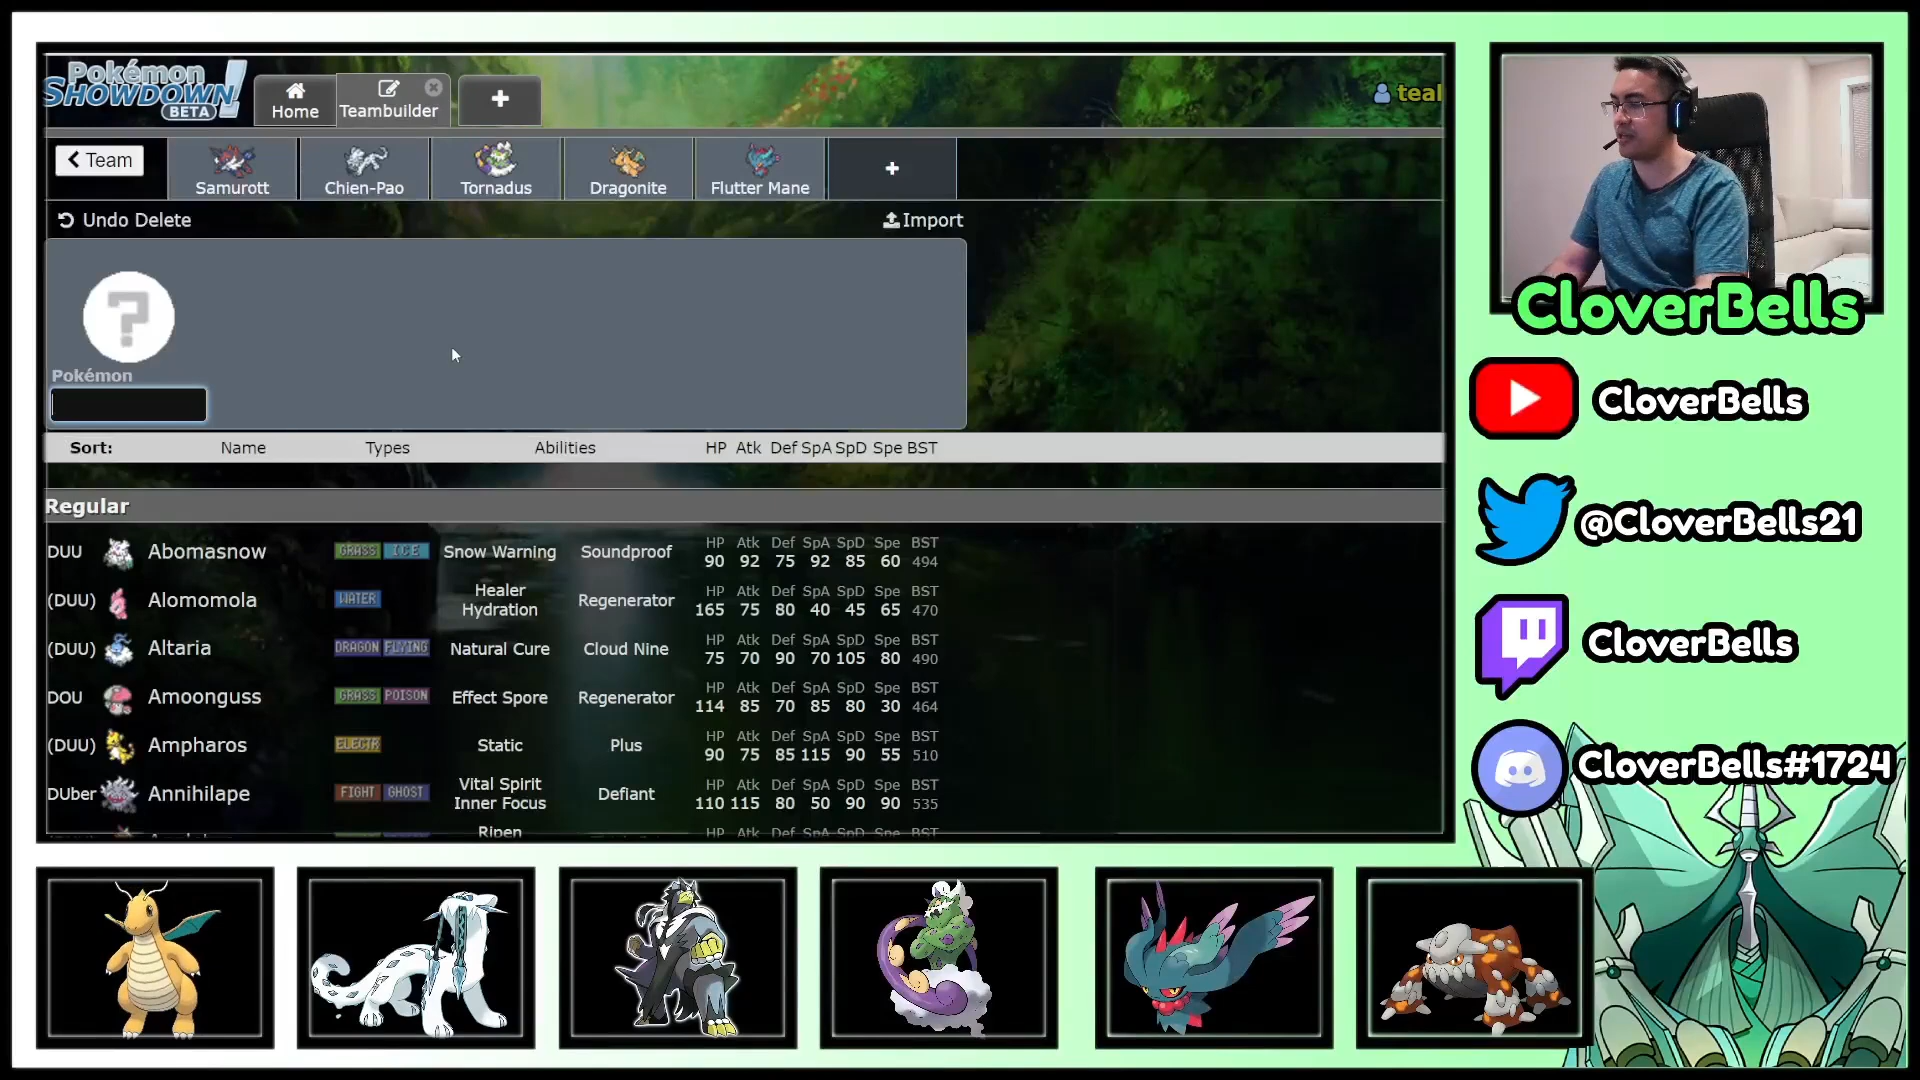 Pokémon
SHOWDOWN!
BETA
Home
Teambuilder
+
teal
Team
Samurott
Chien-Pao
Tornadus
Dragonite
Flutter Mane
+
Undo Delete
Import
?
Pokémon
Sort: Name Types Abilities HP Atk Def SpA SpD Spe BST
Regular
DUU Abomasnow GRASS ICE Snow Warning Soundproof HP 90 Atk 92 Def 75 SpA 92 SpD 85 Spe 60 BST 494
(DUU) Alomomola WATER Healer Hydration Regenerator HP 165 Atk 75 Def 80 SpA 40 SpD 45 Spe 65 BST 470
(DUU) Altaria DRAGON FLYING Natural Cure Cloud Nine HP 75 Atk 70 Def 90 SpA 70 SpD 105 Spe 80 BST 490
DOU Amoonguss GRASS POISON Effect Spore Regenerator HP 114 Atk 85 Def 70 SpA 85 SpD 80 Spe 30 BST 464
(DUU) Ampharos ELECTR Static Plus HP 90 Atk 75 Def 85 SpA 115 SpD 90 Spe 55 BST 510
DUber Annihilape FIGHT GHOST Vital Spirit Inner Focus Defiant HP 110 Atk 115 Def 80 SpA 50 SpD 90 Spe 90 BST 535
Ripen HP Atk Def SpA SpD Spe BST
CloverBells
CloverBells
@CloverBells21
CloverBells
CloverBells#1724